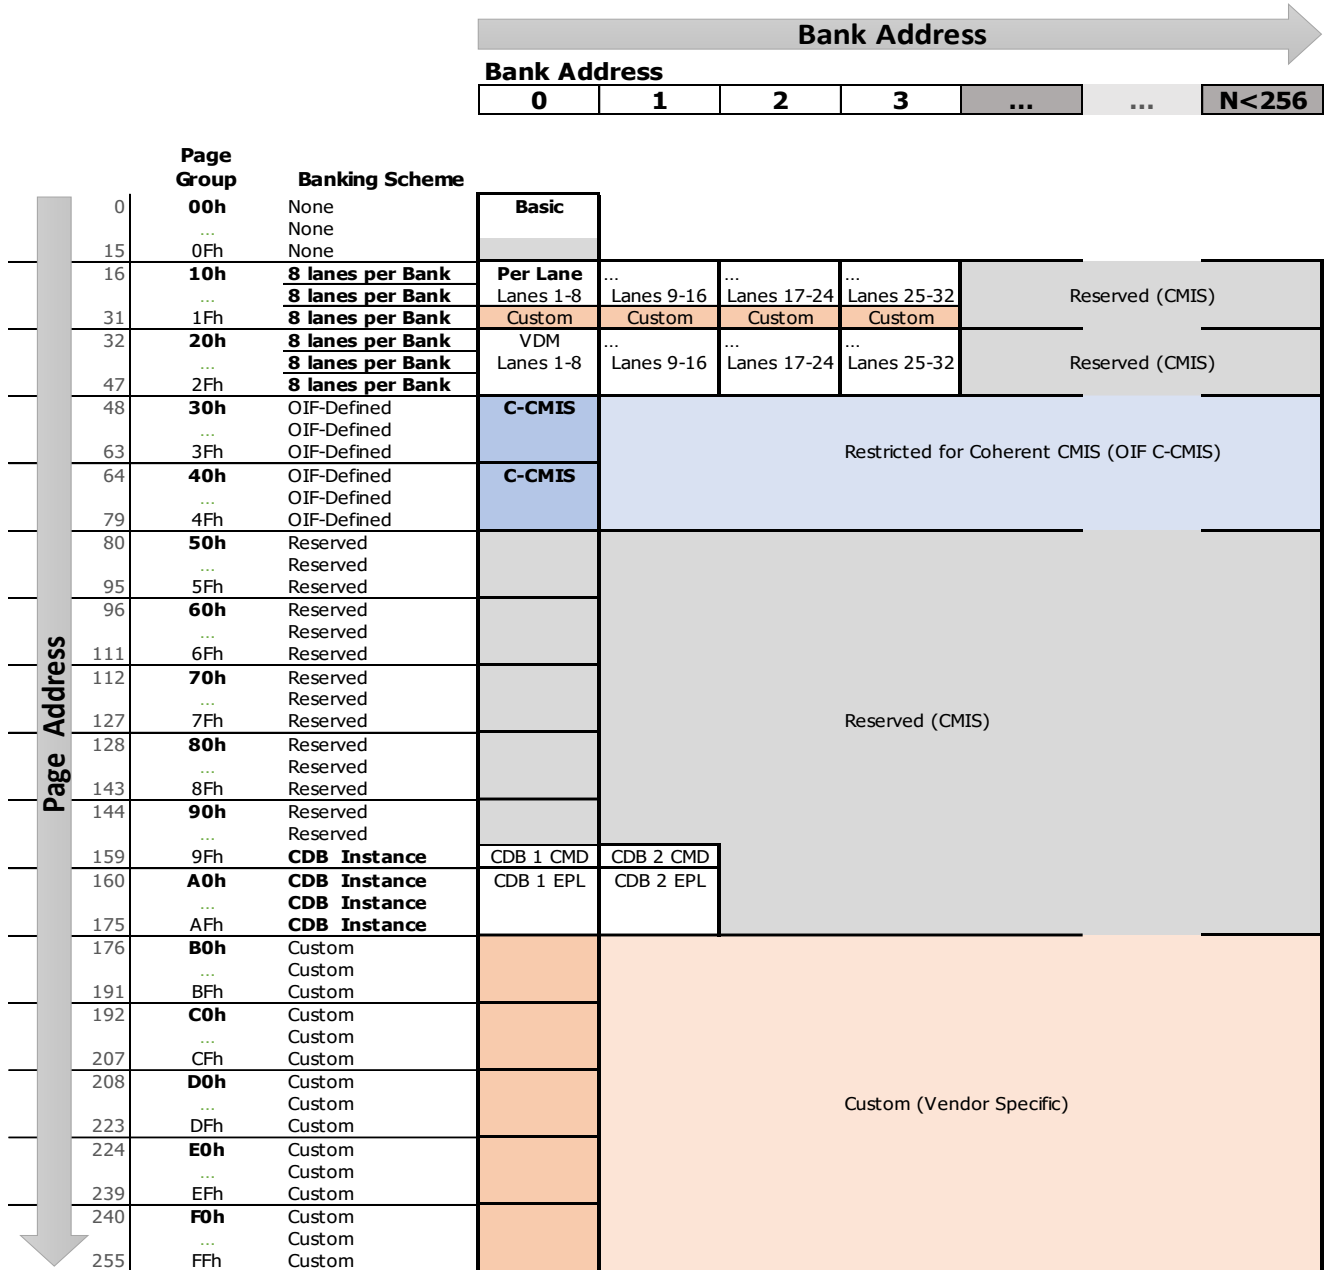 Bank Address
Bank Address
0 1 2 3 ... ... N<256
Page
Group Banking Scheme
0 00h None Basic
... None
15 0Fh None
16 10h 8 lanes per Bank Per Lane ... ... ...
... 8 lanes per Bank Lanes 1-8 Lanes 9-16 Lanes 17-24 Lanes 25-32 Reserved (CMIS)
31 1Fh 8 lanes per Bank Custom Custom Custom Custom
32 20h 8 lanes per Bank VDM ... ... ...
... 8 lanes per Bank Lanes 1-8 Lanes 9-16 Lanes 17-24 Lanes 25-32 Reserved (CMIS)
47 2Fh 8 lanes per Bank
48 30h OIF-Defined C-CMIS
... OIF-Defined
63 3Fh OIF-Defined Restricted for Coherent CMIS (OIF C-CMIS)
64 40h OIF-Defined C-CMIS
... OIF-Defined
79 4Fh OIF-Defined
80 50h Reserved
... Reserved
95 5Fh Reserved
96 60h Reserved
... Reserved
111 6Fh Reserved
112 70h Reserved
... Reserved
127 7Fh Reserved Reserved (CMIS)
128 80h Reserved
... Reserved
143 8Fh Reserved
144 90h Reserved
... Reserved
159 9Fh CDB Instance CDB 1 CMD CDB 2 CMD
160 A0h CDB Instance CDB 1 EPL CDB 2 EPL
... CDB Instance
175 AFh CDB Instance
176 B0h Custom
... Custom
191 BFh Custom
192 C0h Custom
... Custom
207 CFh Custom
208 D0h Custom
... Custom Custom (Vendor Specific)
223 DFh Custom
224 E0h Custom
... Custom
239 EFh Custom
240 F0h Custom
... Custom
255 FFh Custom
Page Address